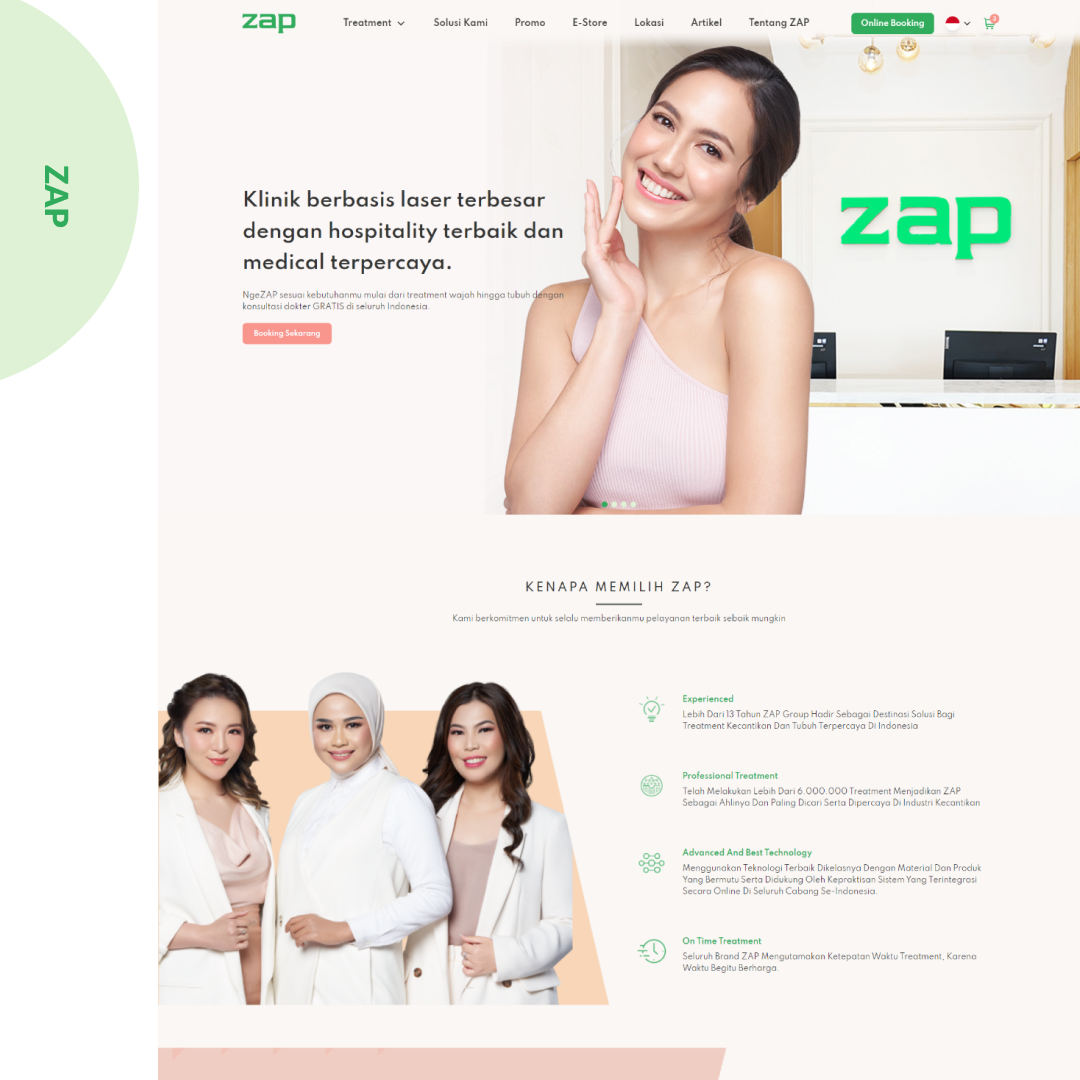 ZAP
zap
Treatment
Solusi Kami
Promo
E-Store
Lokasi
Artikel
Tentang ZAP
Online Booking
zap
Klinik berbasis laser terbesar
dengan hospitality terbaik dan
medical terpercaya.
NgeZAP sesuai kebutuhanmu mulai dari treatment wajah hingga tubuh dengan
konsultasi dokter GRATIS di seluruh Indonesia.
Booking Sekarang
KENAPA MEMILIH ZAP?
Kami berkomitmen untuk selalu memberikanmu pelayanan terbaik sebaik mungkin
Experienced
Lebih Dari 13 Tahun ZAP Group Hadir Sebagai Destinasi Solusi Bagi
Treatment Kecantikan Dan Tubuh Terpercaya Di Indonesia
Professional Treatment
Telah Melakukan Lebih Dari 6.000.000 Treatment Menjadikan ZAP
Sebagai Ahlinya Dan Paling Dicari Serta Dipercaya Di Industri Kecantikan
Advanced And Best Technology
Menggunakan Teknologi Terbaik Dikelasnya Dengan Material Dan Produk
Yang Bermutu Serta Didukung Oleh Kepraktisan Sistem Yang Terintegrasi
Secara Online Di Seluruh Cabang Se-Indonesia.
On Time Treatment
Seluruh Brand ZAP Mengutamakan Ketepatan Waktu Treatment, Karena
Waktu Begitu Berharga.